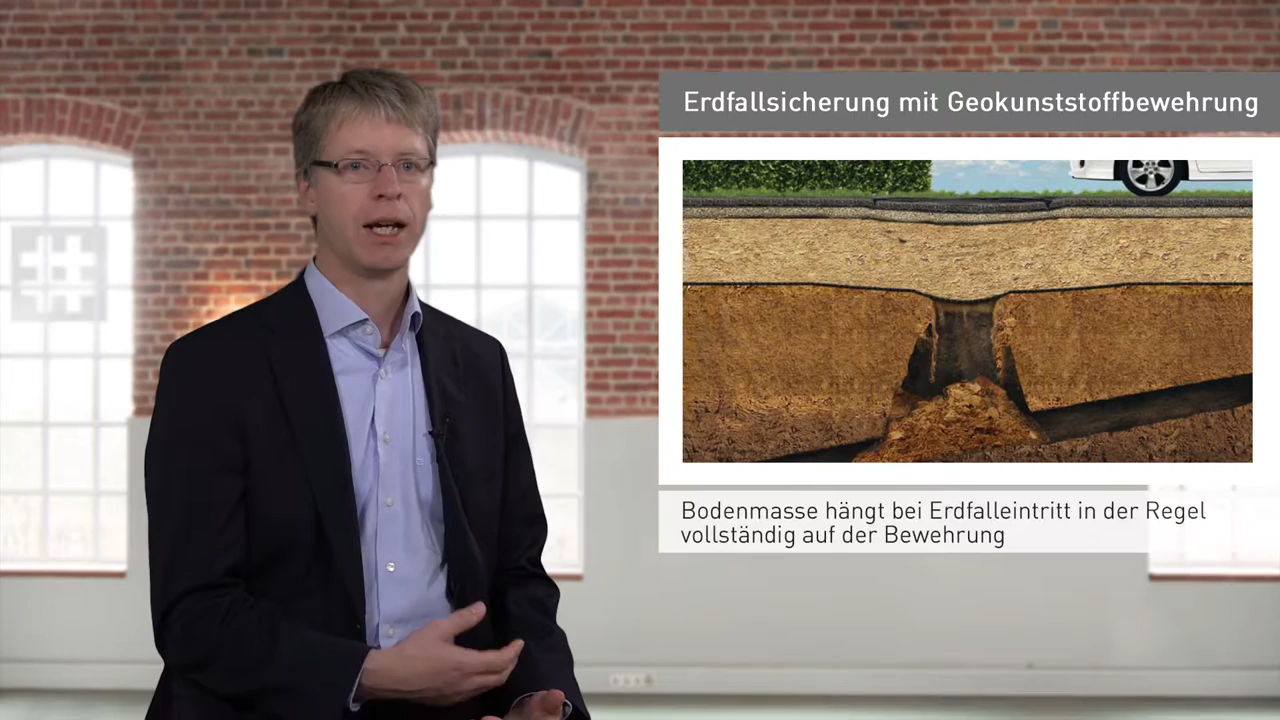 Erdfallsicherung mit Geokunststoffbewehrung
Bodenmasse hängt bei Erdfalleintritt in der Regel
vollständig auf der Bewehrung